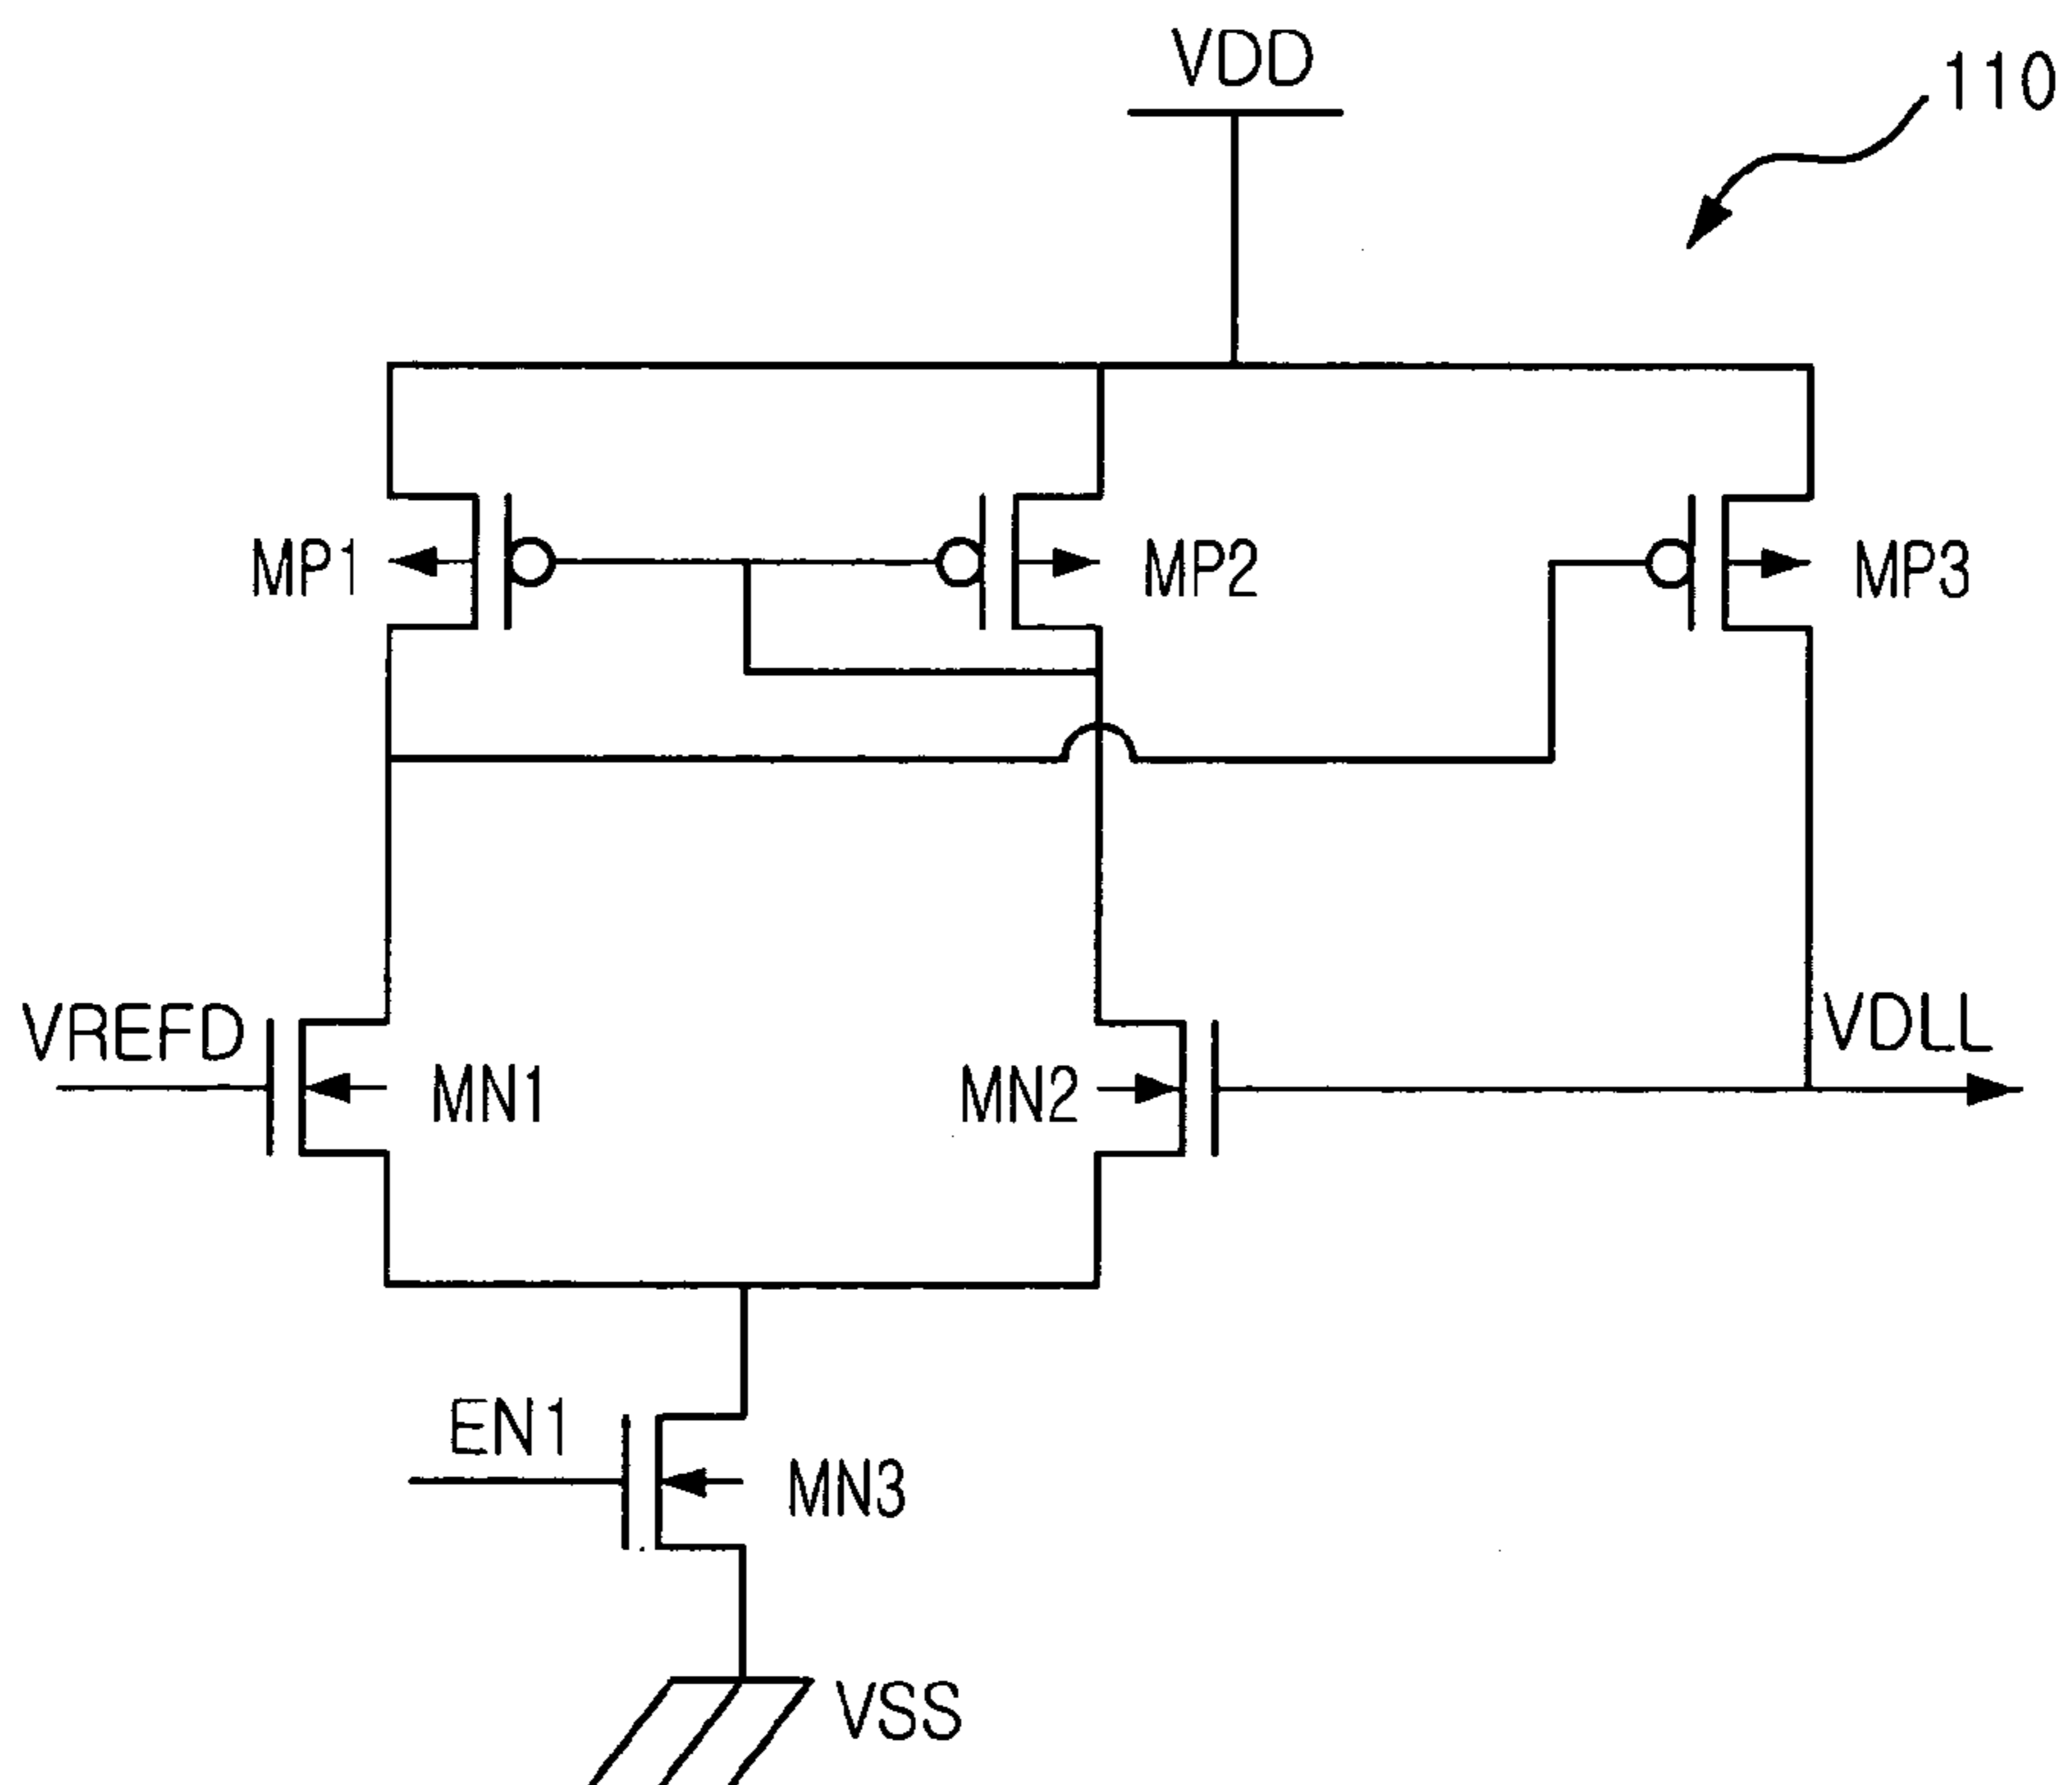 VDD
110
MP1
MP2
MP3
VREFD
MN1
MN2
VDLL
EN1
MN3
VSS